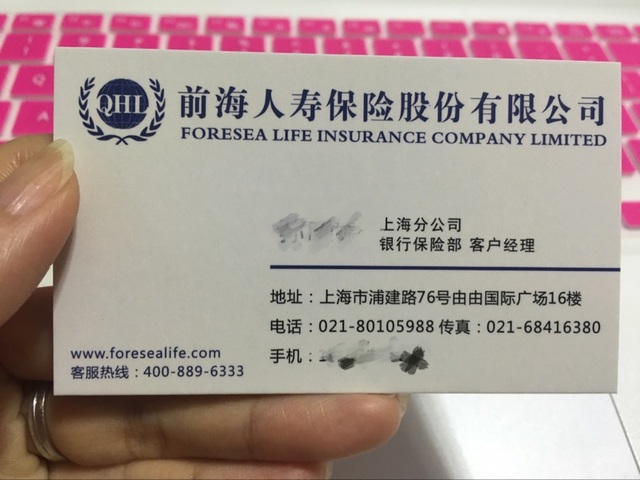 QHL
前海人寿保险股份有限公司
FORESEA LIFE INSURANCE COMPANY LIMITED
上海分公司
银行保险部 客户经理
地址：上海市浦建路76号由由国际广场16楼
电话：021-80105988 传真：021-68416380
手机：
www.foresealife.com
客服热线：400-889-6333